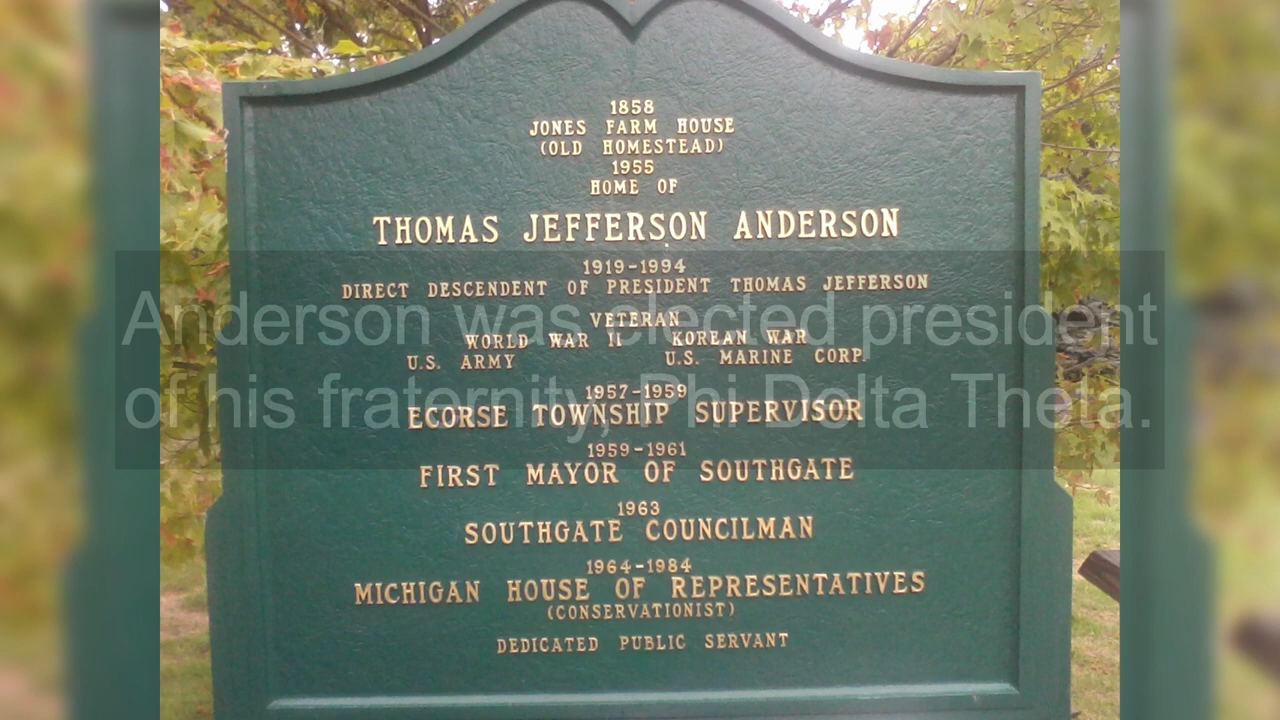 1858
JONES FARM HOUSE
(OLD HOMESTEAD)
1955
HOME OF
THOMAS JEFFERSON ANDERSON
1919-1994
DIRECT DESCENDENT OF PRESIDENT THOMAS JEFFERSON
VETERAN
WORLD WAR II KOREAN WAR
U.S. ARMY U.S. MARINE CORP.
1957-1959
ECORSE TOWNSHIP SUPERVISOR
1959-1961
FIRST MAYOR OF SOUTHGATE
1963
SOUTHGATE COUNCILMAN
1964-1984
MICHIGAN HOUSE OF REPRESENTATIVES
(CONSERVATIONIST)
DEDICATED PUBLIC SERVANT
Anderson was elected president
of his fraternity, Phi Delta Theta.